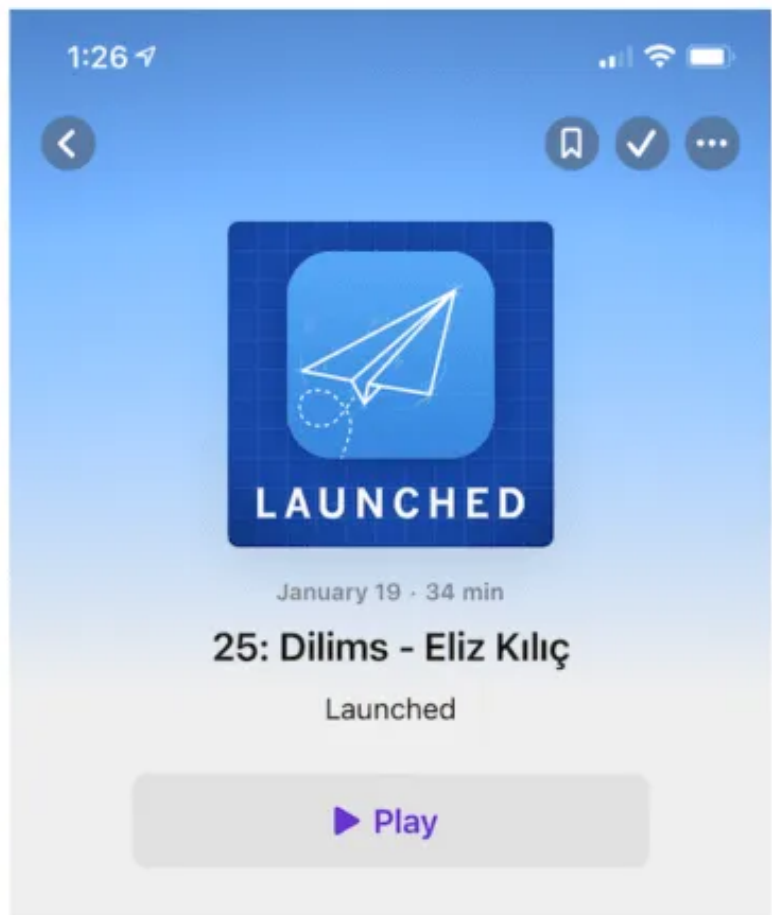 1:26
LAUNCHED
January 19 · 34 min
25: Dilims - Eliz Kılıç
Launched
Play